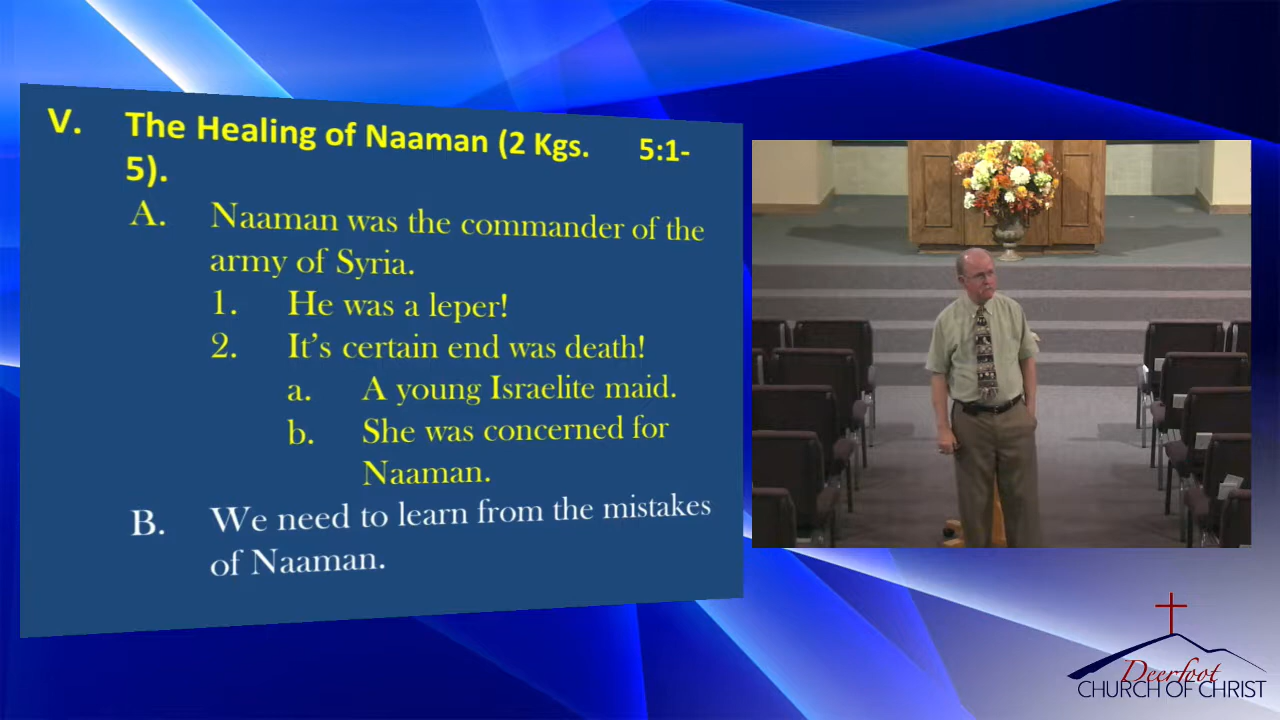 V. The Healing of Naaman (2 Kgs. 5:1-
5).
A. Naaman was the commander of the
army of Syria.
1. He was a leper!
2. It's certain end was death!
a. A young Israelite maid.
b. She was concerned for
Naaman.
B. We need to learn from the mistakes
of Naaman.
Deerfoot
CHURCH OF CHRIST